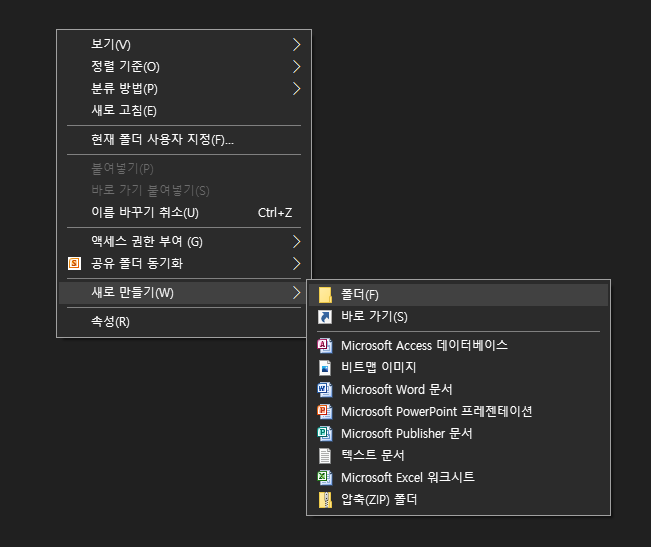 보기(V)
정렬 기준(O)
분류 방법(P)
새로 고침(E)
현재 폴더 사용자 지정(F)...
붙여넣기(P)
바로 가기 붙여넣기(S)
이름 바꾸기 취소(U) Ctrl+Z
액세스 권한 부여 (G)
공유 폴더 동기화
새로 만들기(W)
속성(R)
폴더(F)
바로 가기(S)
Microsoft Access 데이터베이스
비트맵 이미지
Microsoft Word 문서
Microsoft PowerPoint 프레젠테이션
Microsoft Publisher 문서
텍스트 문서
Microsoft Excel 워크시트
압축(ZIP) 폴더